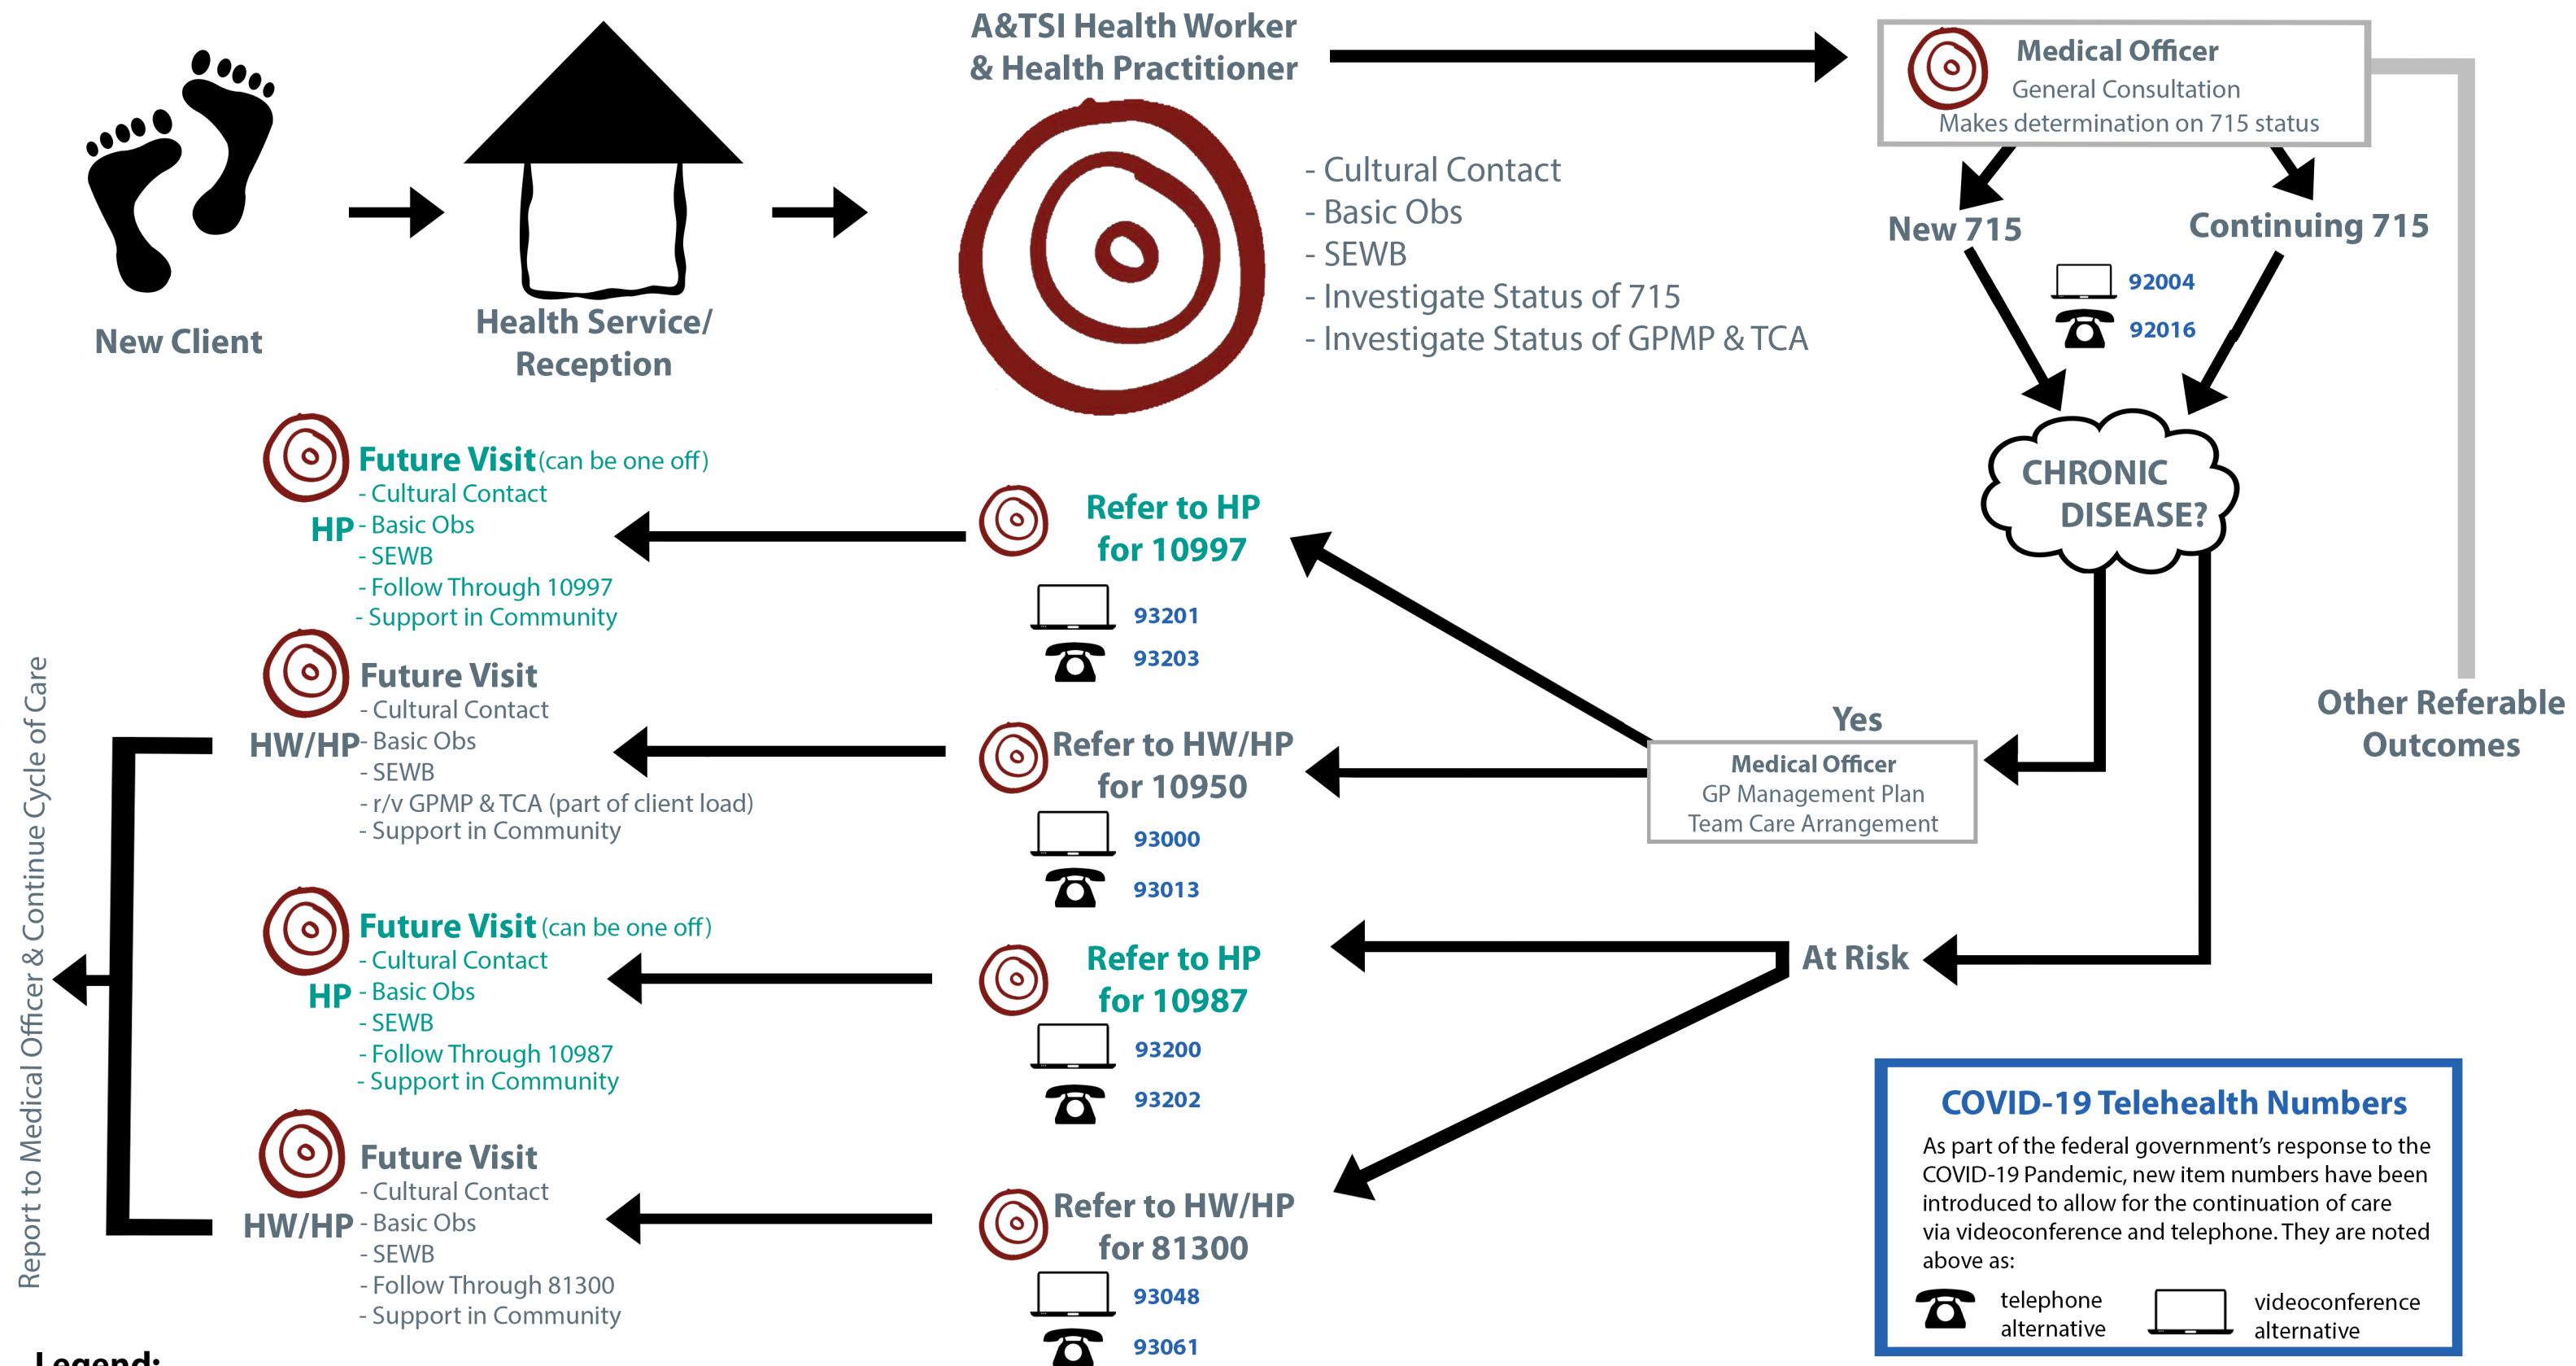 A&TSI Health Worker
& Health Practitioner
New Client
Health Service/
Reception
- Cultural Contact
- Basic Obs
- SEWB
- Investigate Status of 715
- Investigate Status of GPMP & TCA
Medical Officer
General Consultation
Makes determination on 715 status
New 715
Continuing 715
92004
92016
CHRONIC
DISEASE?
Other Referable
Outcomes
Yes
Medical Officer
GP Management Plan
Team Care Arrangement
At Risk
Refer to HP
for 10997
93201
93203
Refer to HW/HP
for 10950
93000
93013
Refer to HP
for 10987
93200
93202
Refer to HW/HP
for 81300
93048
93061
Future Visit (can be one off)
- Cultural Contact
HP - Basic Obs
- SEWB
- Follow Through 10997
- Support in Community
Future Visit
- Cultural Contact
HW/HP - Basic Obs
- SEWB
- r/v GPMP & TCA (part of client load)
- Support in Community
Future Visit (can be one off)
- Cultural Contact
HP - Basic Obs
- SEWB
- Follow Through 10987
- Support in Community
Future Visit
- Cultural Contact
HW/HP - Basic Obs
- SEWB
- Follow Through 81300
- Support in Community
Report to Medical Officer & Continue Cycle of Care
COVID-19 Telehealth Numbers
As part of the federal government's response to the
COVID-19 Pandemic, new item numbers have been
introduced to allow for the continuation of care
via videoconference and telephone. They are noted
above as:
telephone
alternative
videoconference
alternative
Legend: